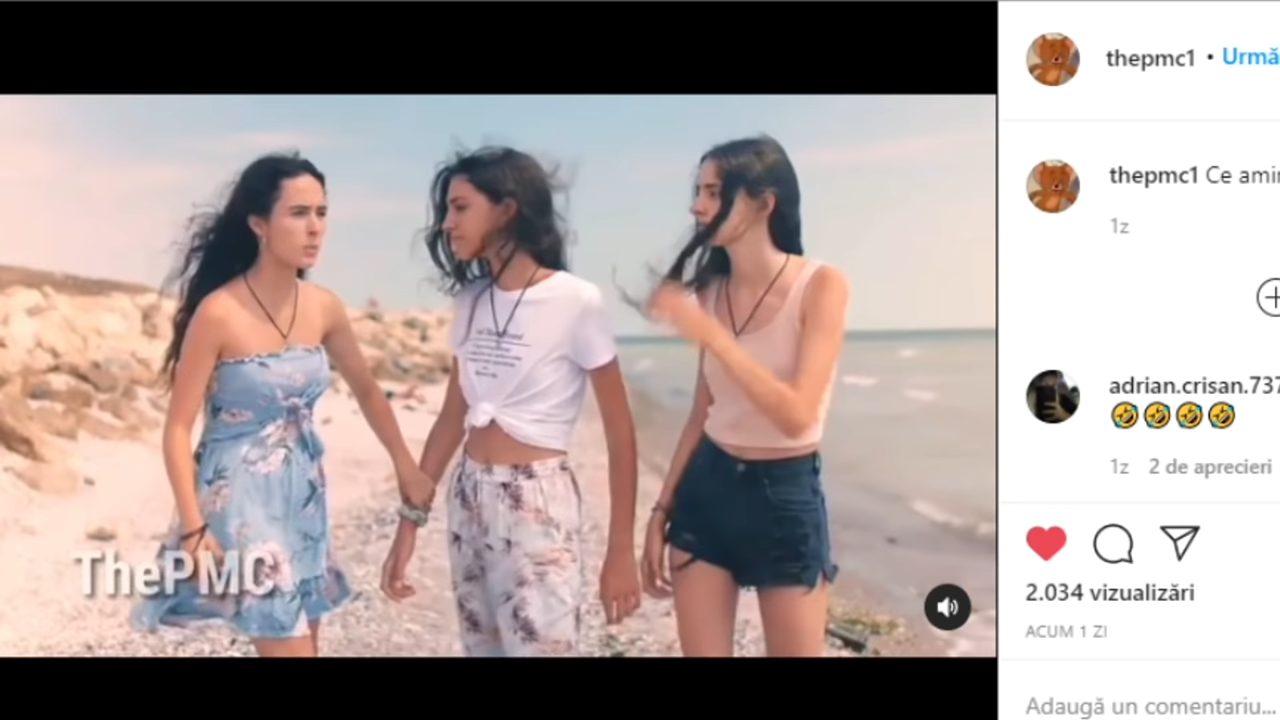 thepmc1 • Urmă
thepmc1 Ce amin
1z
adrian.crisan.737
🤣🤣🤣🤣
1z 2 de aprecieri
2.034 vizualizări
ACUM 1 ZI
Adaugă un comentariu...
ThePMC